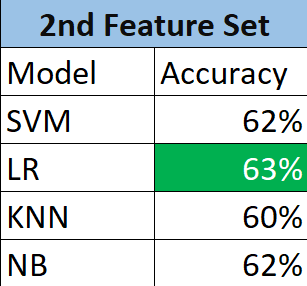 2nd Feature Set
Model Accuracy
SVM 62%
LR 63%
KNN 60%
NB 62%